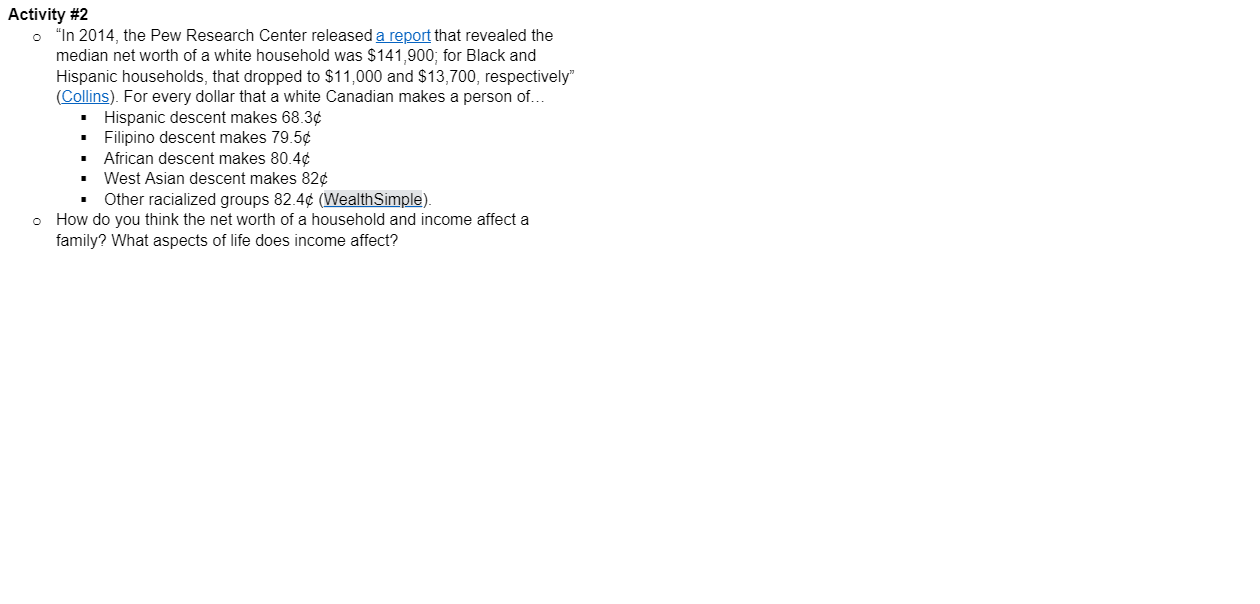 Activity #2
o “In 2014, the Pew Research Center released a report that revealed the
median net worth of a white household was $141,900; for Black and
Hispanic households, that dropped to $11,000 and $13,700, respectively”
(Collins). For every dollar that a white Canadian makes a person of…
▪ Hispanic descent makes 68.3¢
▪ Filipino descent makes 79.5¢
▪ African descent makes 80.4¢
▪ West Asian descent makes 82¢
▪ Other racialized groups 82.4¢ (WealthSimple).
o How do you think the net worth of a household and income affect a
family? What aspects of life does income affect?